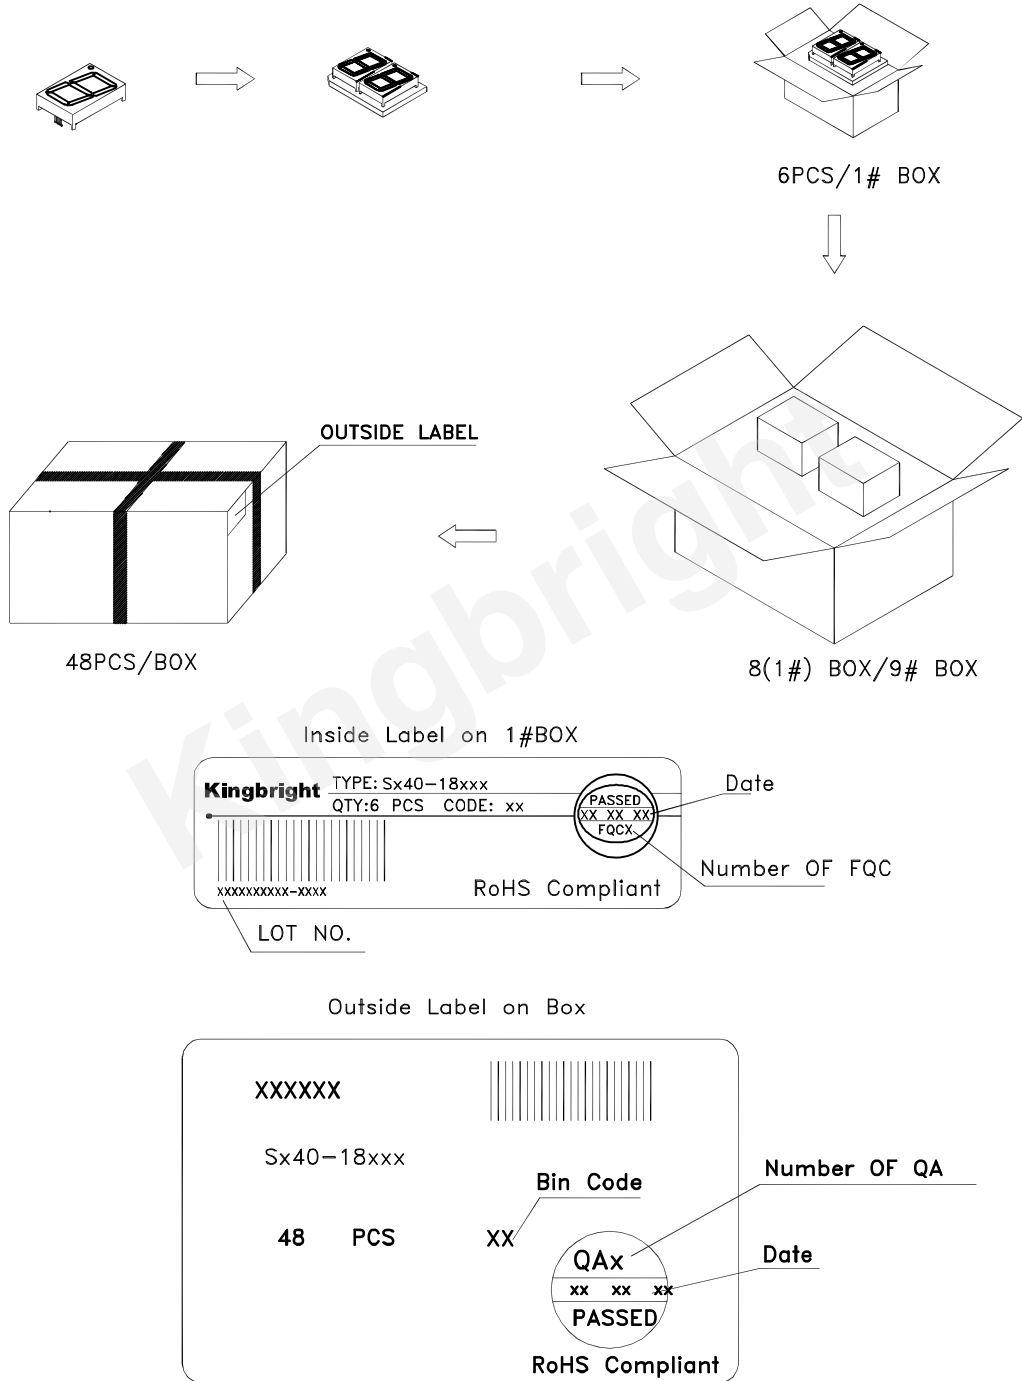 6PCS/1# BOX
OUTSIDE LABEL
48PCS/BOX
8(1#) BOX/9# BOX
Kingbright
Inside Label on 1#BOX
Kingbright
TYPE: Sx40-18xxx
QTY:6 PCS CODE: xx
PASSED
XX XX XX
FQCX
Date
Number OF FQC
XXXXXXXXXX-XXXX
RoHS Compliant
LOT NO.
Outside Label on Box
XXXXXX
Sx40-18xxx
Bin Code
Number OF QA
48 PCS
XX
QAx
Date
xx xx xx
PASSED
RoHS Compliant